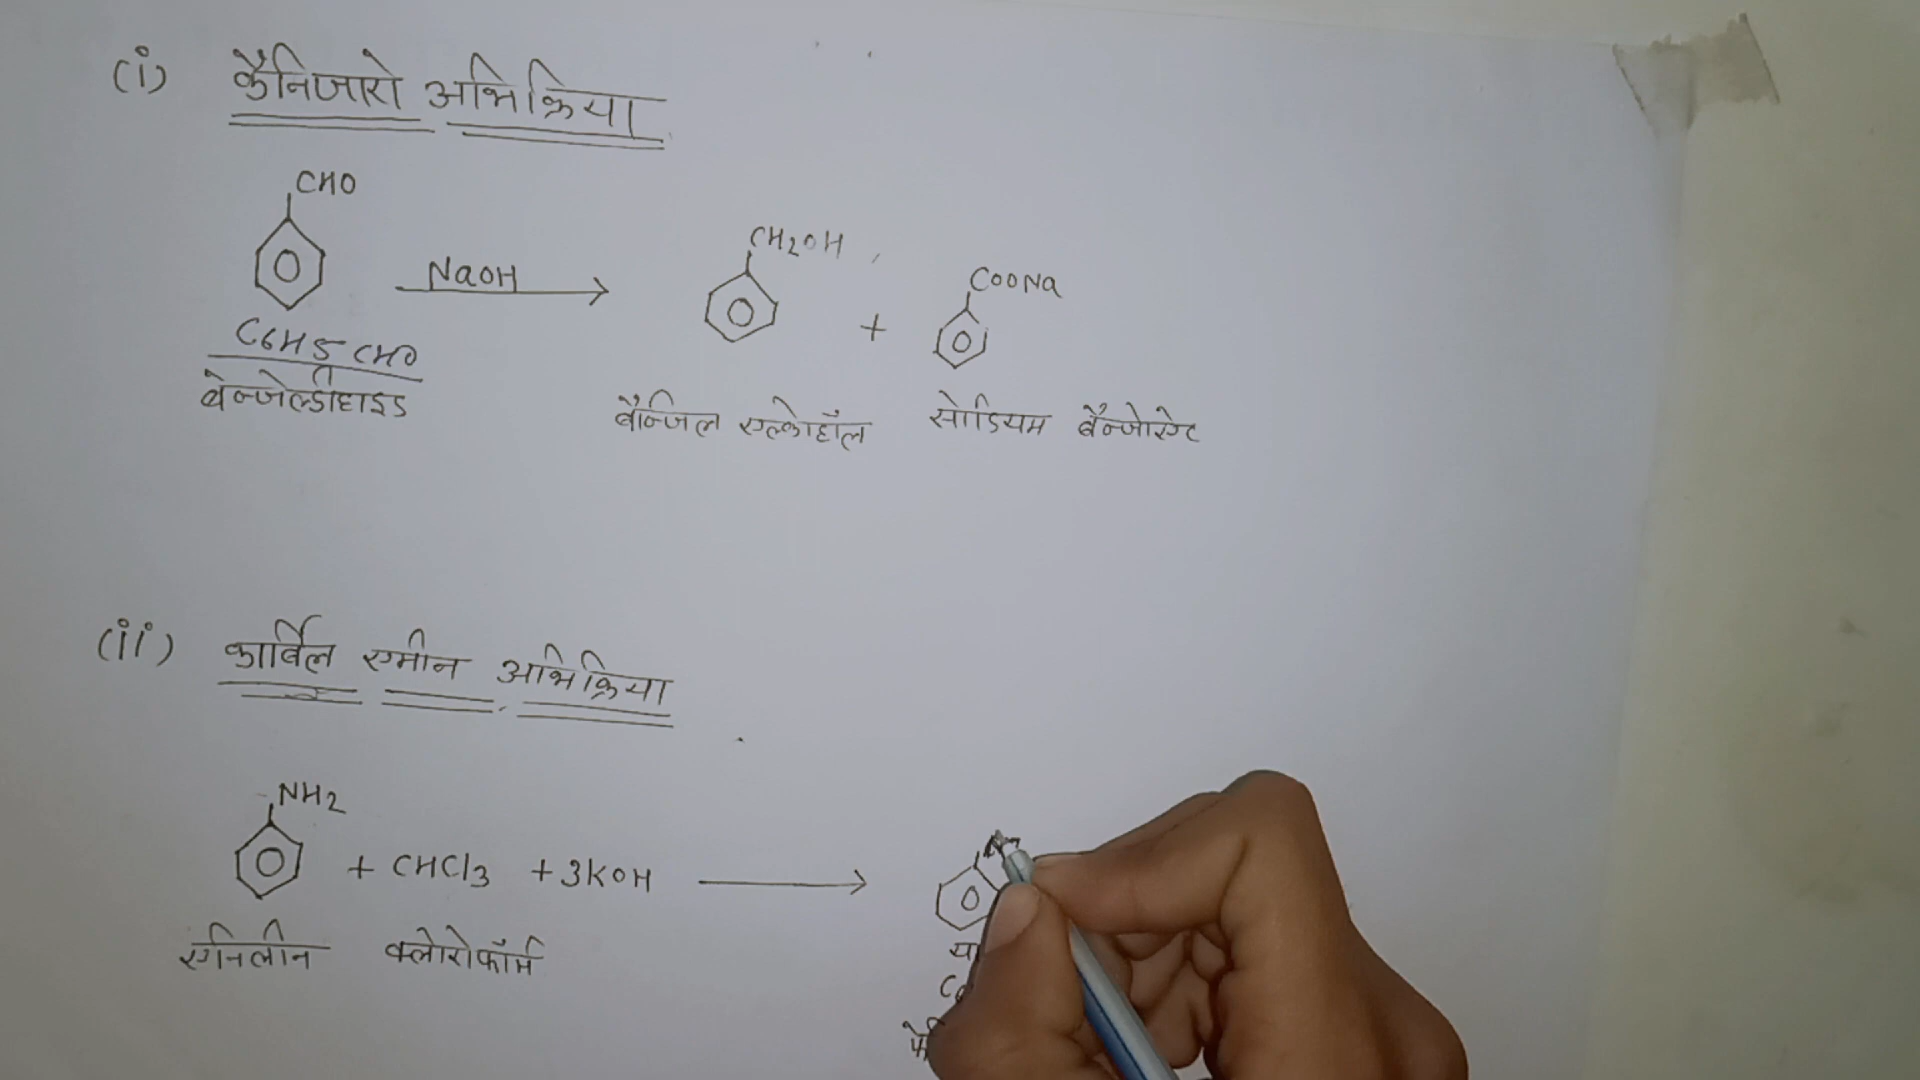 (i) कैनिजारो अभिक्रिया
CHO
NaOH
CH2OH
+
COONa
C6H5CHO
बेन्जेल्डीहाइड
बैन्जिल एल्कोहॉल
सोडियम बैन्जोएट
(ii) कार्बिल एमीन अभिक्रिया
NH2
+ CHCl3 + 3KOH
एनिलीन
क्लोरोफॉर्म